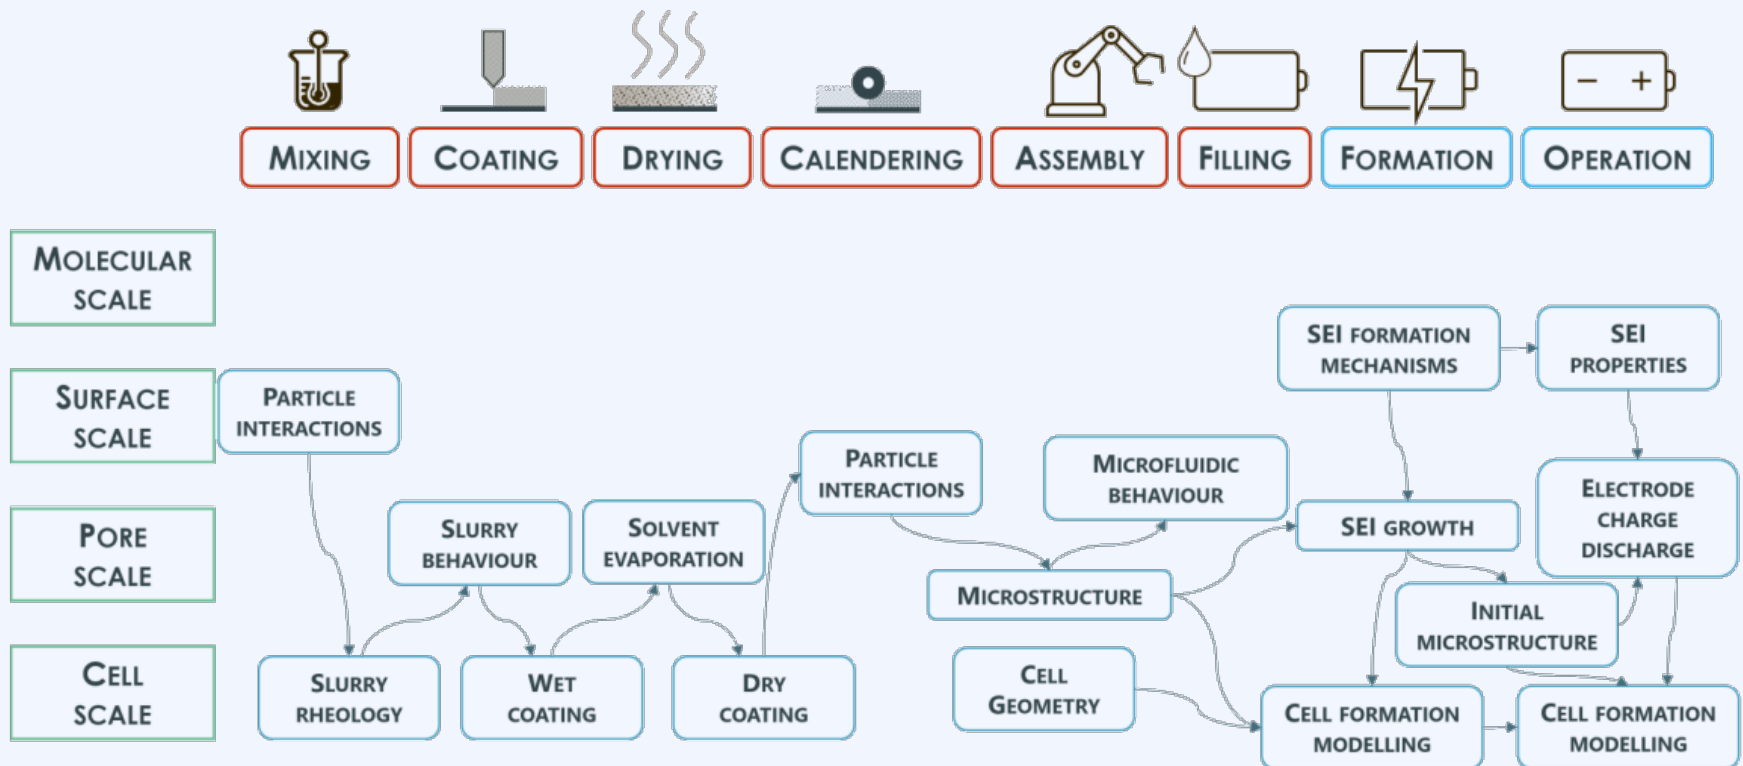 MIXING
COATING
DRYING
CALENDERING
ASSEMBLY
FILLING
FORMATION
OPERATION
MOLECULAR
SCALE
SURFACE
SCALE
PORE
SCALE
CELL
SCALE
PARTICLE
INTERACTIONS
SLURRY
RHEOLOGY
SLURRY
BEHAVIOUR
WET
COATING
SOLVENT
EVAPORATION
DRY
COATING
PARTICLE
INTERACTIONS
MICROSTRUCTURE
MICROFLUIDIC
BEHAVIOUR
CELL
GEOMETRY
SEI FORMATION
MECHANISMS
SEI
PROPERTIES
SEI GROWTH
ELECTRODE
CHARGE
DISCHARGE
INITIAL
MICROSTRUCTURE
CELL FORMATION
MODELLING
CELL FORMATION
MODELLING